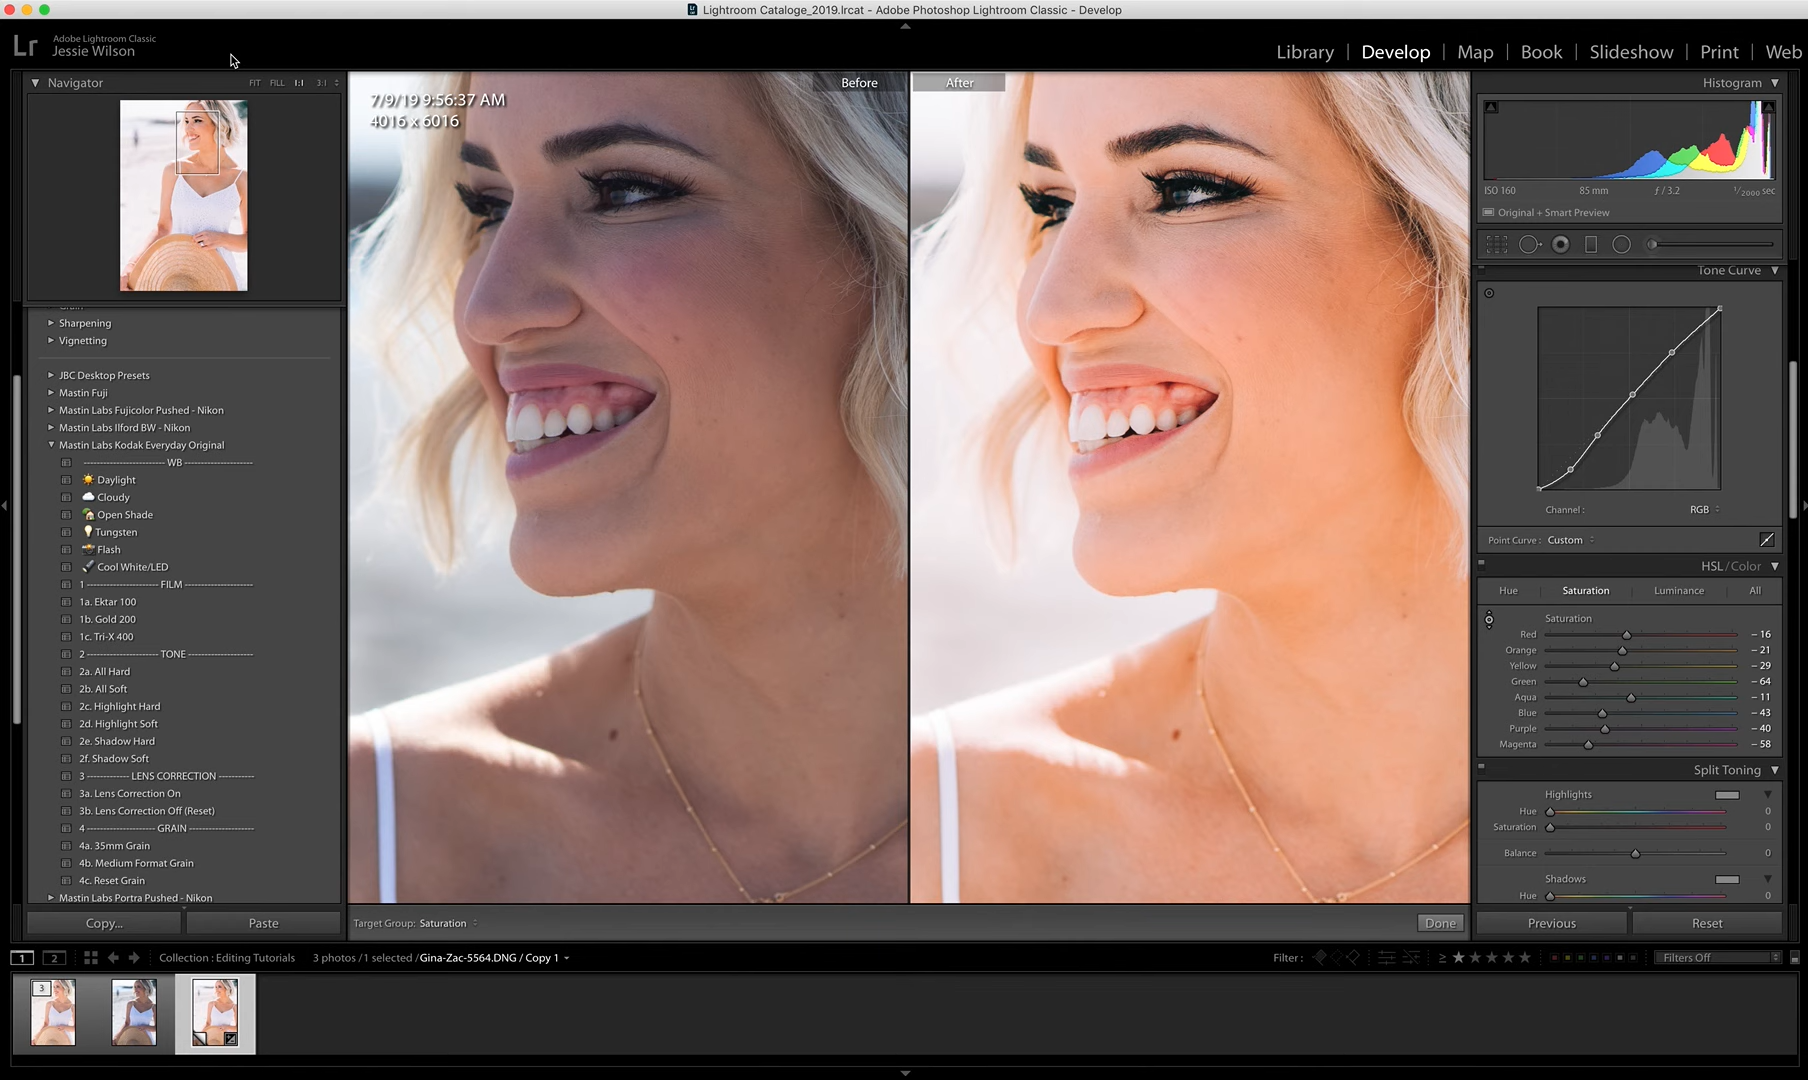 Lightroom Cataloge_2019.lrcat - Adobe Photoshop Lightroom Classic - Develop
Lr
Adobe Lightroom Classic
Jessie Wilson
Library | Develop | Map | Book | Slideshow | Print | Web
Navigator
FIT FILL 1:1 3:1
Sharpening
Vignetting
JBC Desktop Presets
Mastin Fuji
Mastin Labs Fujicolor Pushed - Nikon
Mastin Labs Ilford BW - Nikon
Mastin Labs Kodak Everyday Original
------------------------ WB --------------------
Daylight
Cloudy
Open Shade
Tungsten
Flash
Cool White/LED
1 ---------------------- FILM --------------------
1a. Ektar 100
1b. Gold 200
1c. Tri-X 400
2 ---------------------- TONE --------------------
2a. All Hard
2b. All Soft
2c. Highlight Hard
2d. Highlight Soft
2e. Shadow Hard
2f. Shadow Soft
3 ------------- LENS CORRECTION -----------
3a. Lens Correction On
3b. Lens Correction Off (Reset)
4 --------------------- GRAIN -------------------
4a. 35mm Grain
4b. Medium Format Grain
4c. Reset Grain
Mastin Labs Portra Pushed - Nikon
Copy...
Paste
7/9/19 9:56:37 AM
4016 x 6016
Before
After
Target Group: Saturation
Done
Histogram
ISO 160 85 mm ƒ / 3.2 1/2000 sec
Original + Smart Preview
Tone Curve
Channel : RGB
Point Curve : Custom
HSL / Color
Hue Saturation Luminance All
Saturation
Red – 16
Orange – 21
Yellow – 29
Green – 64
Aqua – 11
Blue – 43
Purple – 40
Magenta – 58
Split Toning
Highlights
Hue 0
Saturation 0
Balance 0
Shadows
Hue 0
Previous
Reset
1 2
Collection : Editing Tutorials
3 photos / 1 selected / Gina-Zac-5564.DNG / Copy 1
Filter :
≥ ★★★★★
Filters Off
3